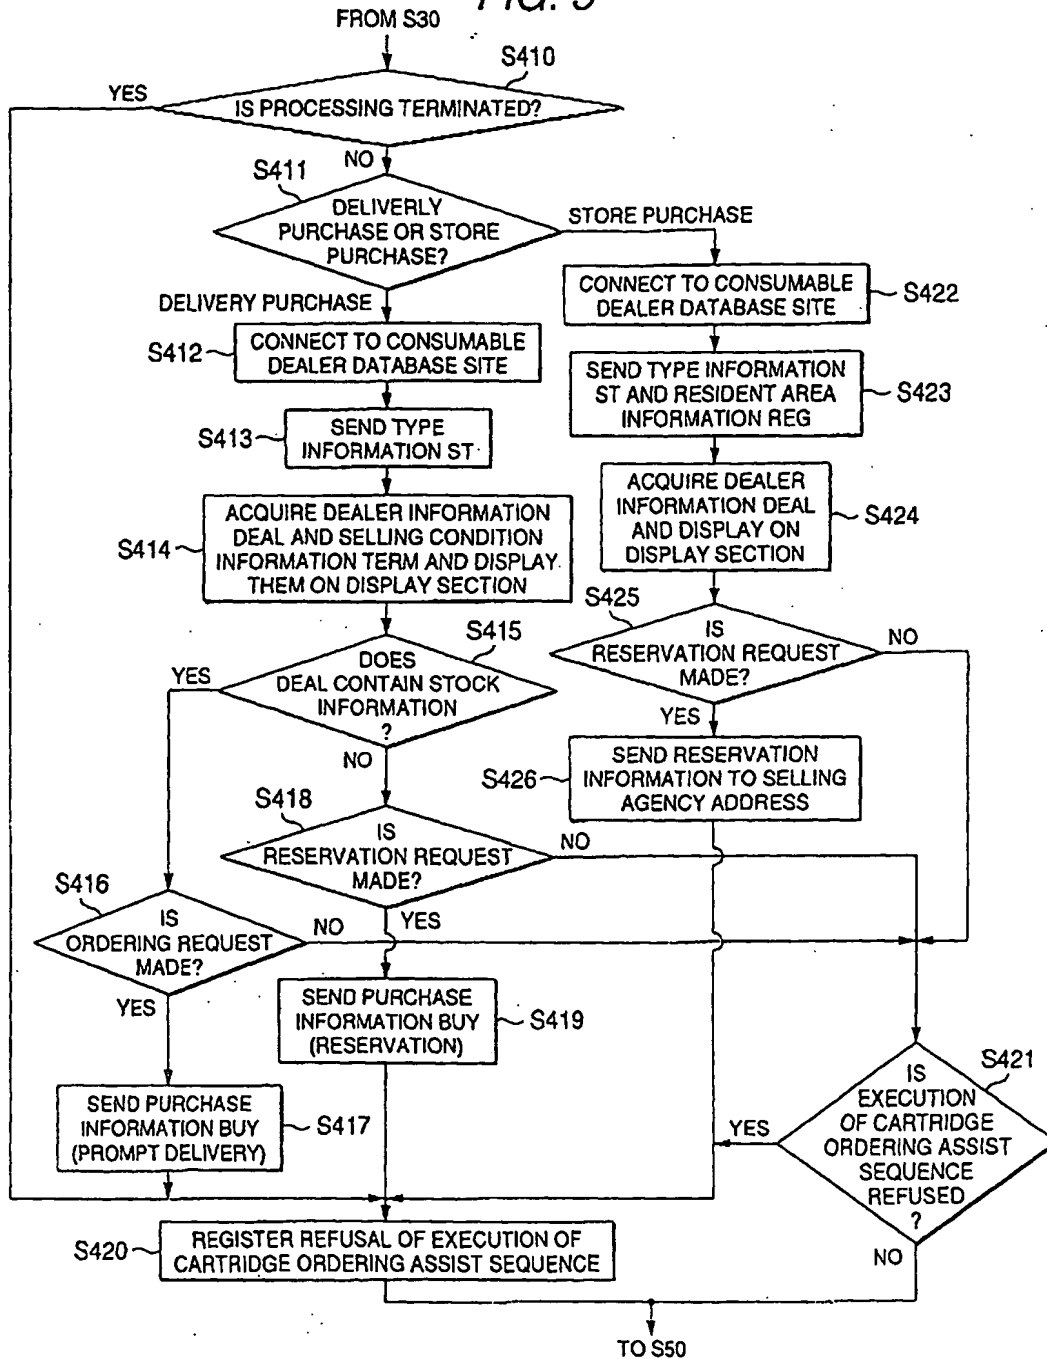 FROM S30
S410
YES
IS PROCESSING TERMINATED?
NO
S411
DELIVERLY
PURCHASE OR STORE
PURCHASE?
STORE PURCHASE
DELIVERY PURCHASE
CONNECT TO CONSUMABLE
DEALER DATABASE SITE
S422
S412
CONNECT TO CONSUMABLE
DEALER DATABASE SITE
SEND TYPE INFORMATION
ST AND RESIDENT AREA
INFORMATION REG
S423
S413
SEND TYPE
INFORMATION ST
ACQUIRE DEALER
INFORMATION DEAL
AND DISPLAY ON
DISPLAY SECTION
S424
S414
ACQUIRE DEALER INFORMATION
DEAL AND SELLING CONDITION
INFORMATION TERM AND DISPLAY
THEM ON DISPLAY SECTION
S425
IS
RESERVATION REQUEST
MADE?
NO
YES
S415
DOES
DEAL CONTAIN STOCK
INFORMATION
?
YES
NO
S426
SEND RESERVATION
INFORMATION TO SELLING
AGENCY ADDRESS
S418
IS
RESERVATION REQUEST
MADE?
NO
YES
S416
IS
ORDERING REQUEST
MADE?
NO
YES
SEND PURCHASE
INFORMATION BUY
(RESERVATION)
S419
S421
IS
EXECUTION
OF CARTRIDGE
ORDERING ASSIST
SEQUENCE
REFUSED
?
YES
NO
SEND PURCHASE
INFORMATION BUY
(PROMPT DELIVERY)
S417
S420
REGISTER REFUSAL OF EXECUTION OF
CARTRIDGE ORDERING ASSIST SEQUENCE
TO S50